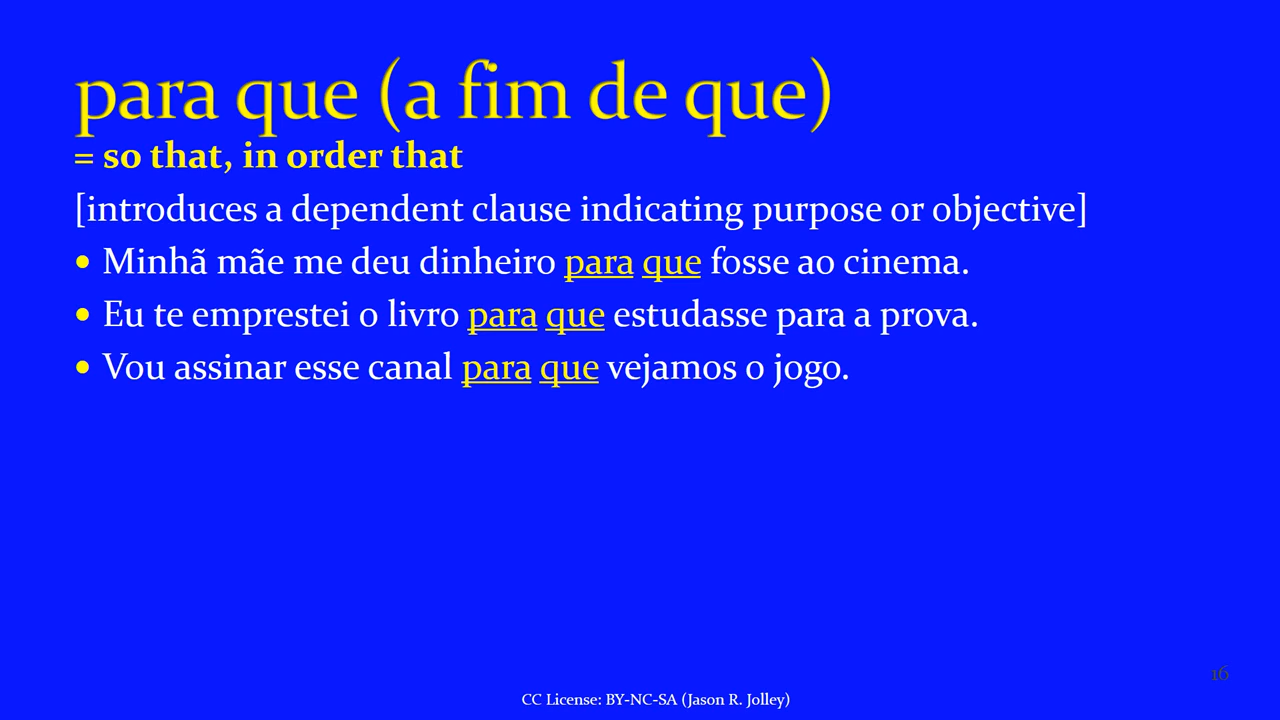 para que (a fim de que)
= so that, in order that
[introduces a dependent clause indicating purpose or objective]
• Minhã mãe me deu dinheiro para que fosse ao cinema.
• Eu te emprestei o livro para que estudasse para a prova.
• Vou assinar esse canal para que vejamos o jogo.
16
CC License: BY-NC-SA (Jason R. Jolley)